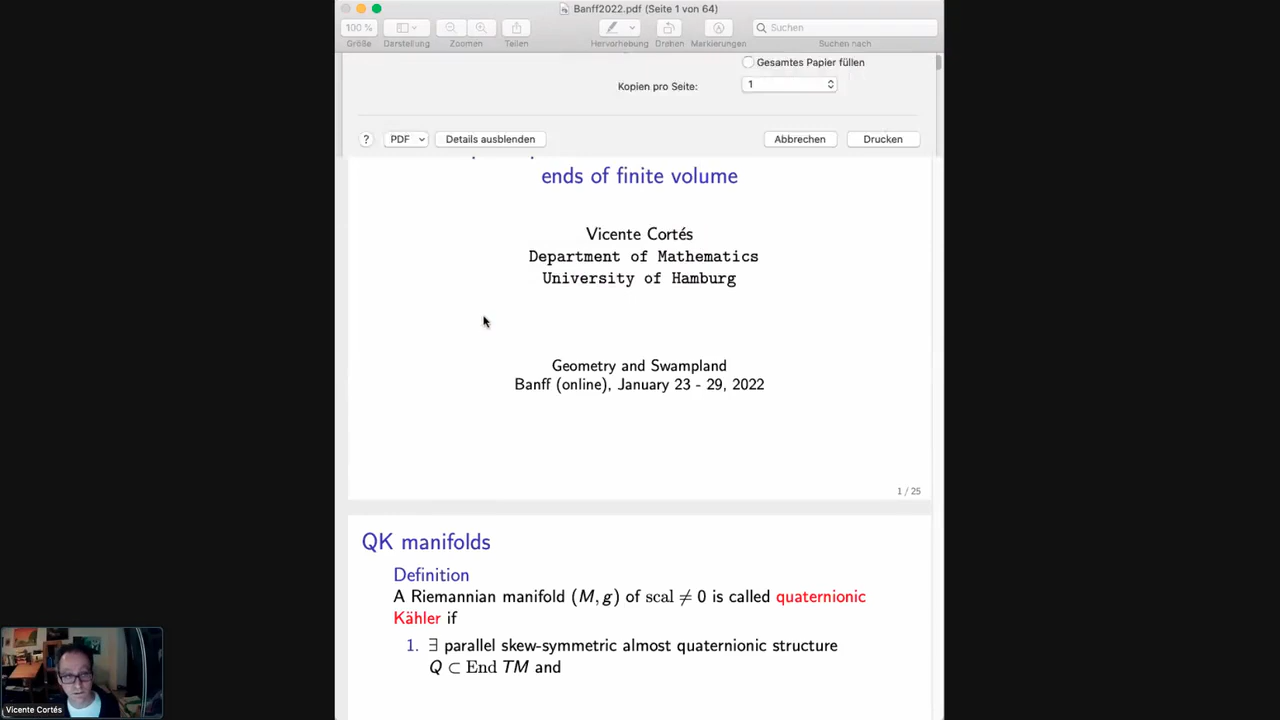 Banff2022.pdf (Seite 1 von 64)
100 %
Suchen
Größe
Darstellung
Zoomen
Teilen
Hervorhebung
Drehen
Markierungen
Suchen nach
Gesamtes Papier füllen
Kopien pro Seite:
1
?
PDF
Details ausblenden
Abbrechen
Drucken
ends of finite volume
Vicente Cortés
Department of Mathematics
University of Hamburg
Geometry and Swampland
Banff (online), January 23 - 29, 2022
1 / 25
QK manifolds
Definition
A Riemannian manifold (M, g) of scal ≠ 0 is called quaternionic
Kähler if
1. ∃ parallel skew-symmetric almost quaternionic structure
Q ⊂ End TM and
Vicente Cortés